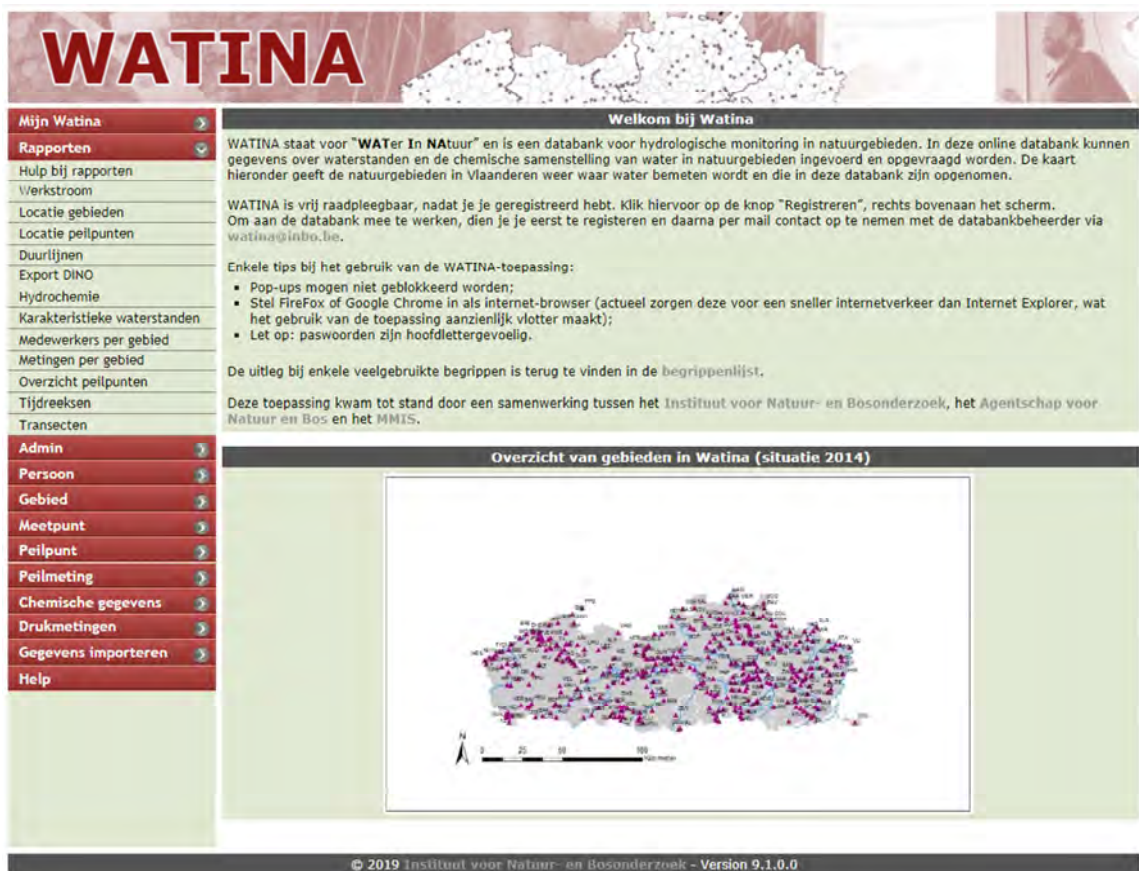 WATINA
Mijn Watina
Rapporten
Hulp bij rapporten
Werkstroom
Locatie gebieden
Locatie peilpunten
Duurlijnen
Export DINO
Hydrochemie
Karakteristieke waterstanden
Medewerkers per gebied
Metingen per gebied
Overzicht peilpunten
Tijdreeksen
Transecten
Admin
Persoon
Gebied
Meetpunt
Peilpunt
Peilmeting
Chemische gegevens
Drukmetingen
Gegevens importeren
Help
Welkom bij Watina
WATINA staat voor "WATer In NAtuur" en is een databank voor hydrologische monitoring in natuurgebieden. In deze online databank kunnen
gegevens over waterstanden en de chemische samenstelling van water in natuurgebieden ingevoerd en opgevraagd worden. De kaart
hieronder geeft de natuurgebieden in Vlaanderen weer waar water bemeten wordt en die in deze databank zijn opgenomen.
WATINA is vrij raadpleegbaar, nadat je je geregistreerd hebt. Klik hiervoor op de knop "Registreren", rechts bovenaan het scherm.
Om aan de databank mee te werken, dien je je eerst te registeren en daarna per mail contact op te nemen met de databankbeheerder via
watina@inbo.be.
Enkele tips bij het gebruik van de WATINA-toepassing:
▪ Pop-ups mogen niet geblokkeerd worden;
▪ Stel FireFox of Google Chrome in als internet-browser (actueel zorgen deze voor een sneller internetverkeer dan Internet Explorer, wat
het gebruik van de toepassing aanzienlijk vlotter maakt);
▪ Let op: paswoorden zijn hoofdlettergevoelig.
De uitleg bij enkele veelgebruikte begrippen is terug te vinden in de begrippenlijst.
Deze toepassing kwam tot stand door een samenwerking tussen het Instituut voor Natuur- en Bosonderzoek, het Agentschap voor
Natuur en Bos en het MMIS.
Overzicht van gebieden in Watina (situatie 2014)
N
0 25 50 100
© 2019 Instituut voor Natuur- en Bosonderzoek - Version 9.1.0.0